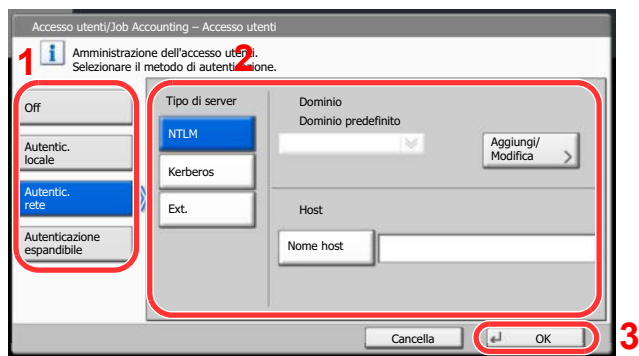 Accesso utenti/Job Accounting – Accesso utenti
1
i
Amministrazione dell'accesso utenti.
2
Selezionare il metodo di autenticazione.
Off
Autentic.
locale
Autentic.
rete
Autenticazione
espandibile
Tipo di server
NTLM
Kerberos
Ext.
Dominio
Dominio predefinito
Aggiungi/
Modifica
Host
Nome host
Cancella
OK
3